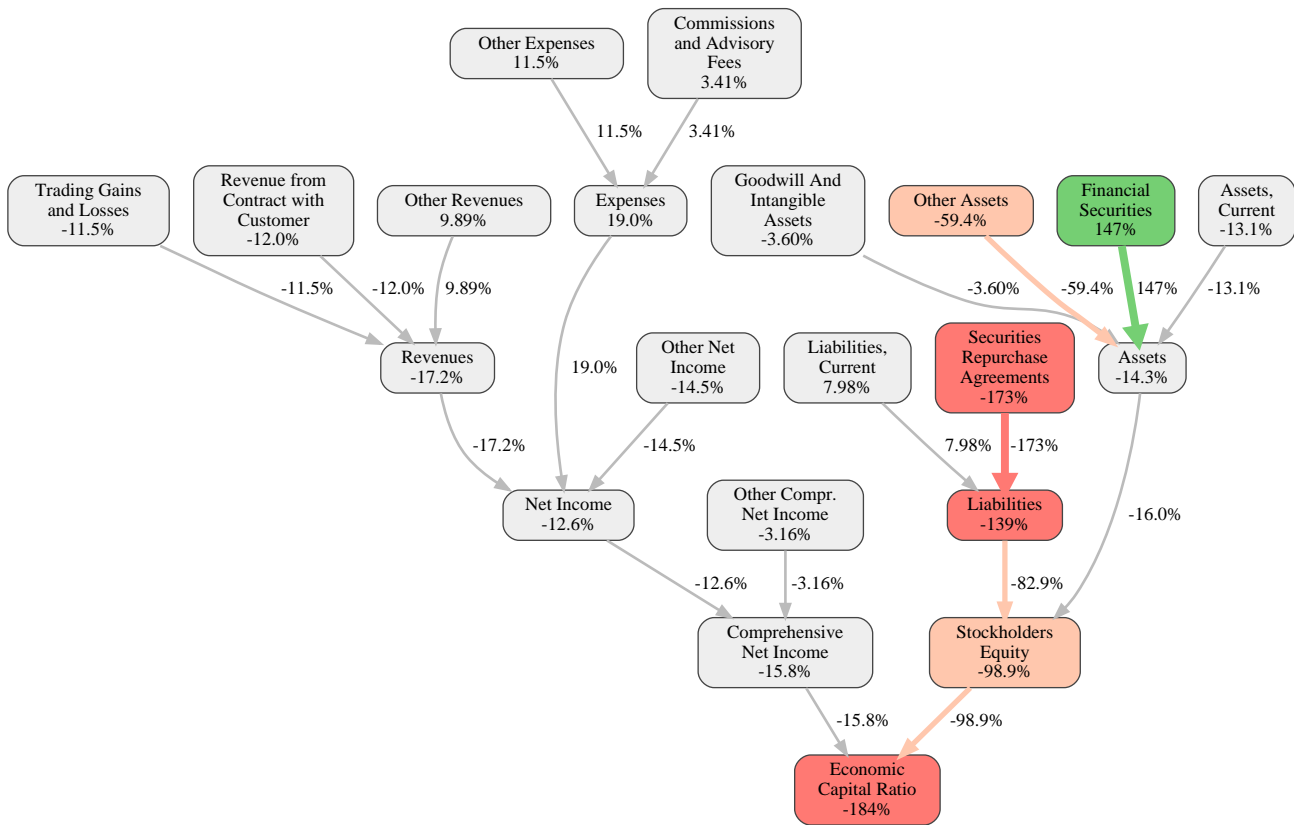 Other Expenses
11.5%
Commissions
and Advisory
Fees
3.41%
11.5%
3.41%
Trading Gains
and Losses
-11.5%
Revenue from
Contract with
Customer
-12.0%
Other Revenues
9.89%
Expenses
19.0%
Goodwill And
Intangible
Assets
-3.60%
Other Assets
-59.4%
Financial
Securities
147%
Assets,
Current
-13.1%
-11.5%
-12.0%
9.89%
-3.60%
-59.4%
147%
-13.1%
Revenues
-17.2%
19.0%
Other Net
Income
-14.5%
Liabilities,
Current
7.98%
Securities
Repurchase
Agreements
-173%
Assets
-14.3%
-17.2%
-14.5%
7.98%
-173%
Net Income
-12.6%
Other Compr.
Net Income
-3.16%
Liabilities
-139%
-16.0%
-12.6%
-3.16%
-82.9%
Comprehensive
Net Income
-15.8%
Stockholders
Equity
-98.9%
-15.8%
-98.9%
Economic
Capital Ratio
-184%